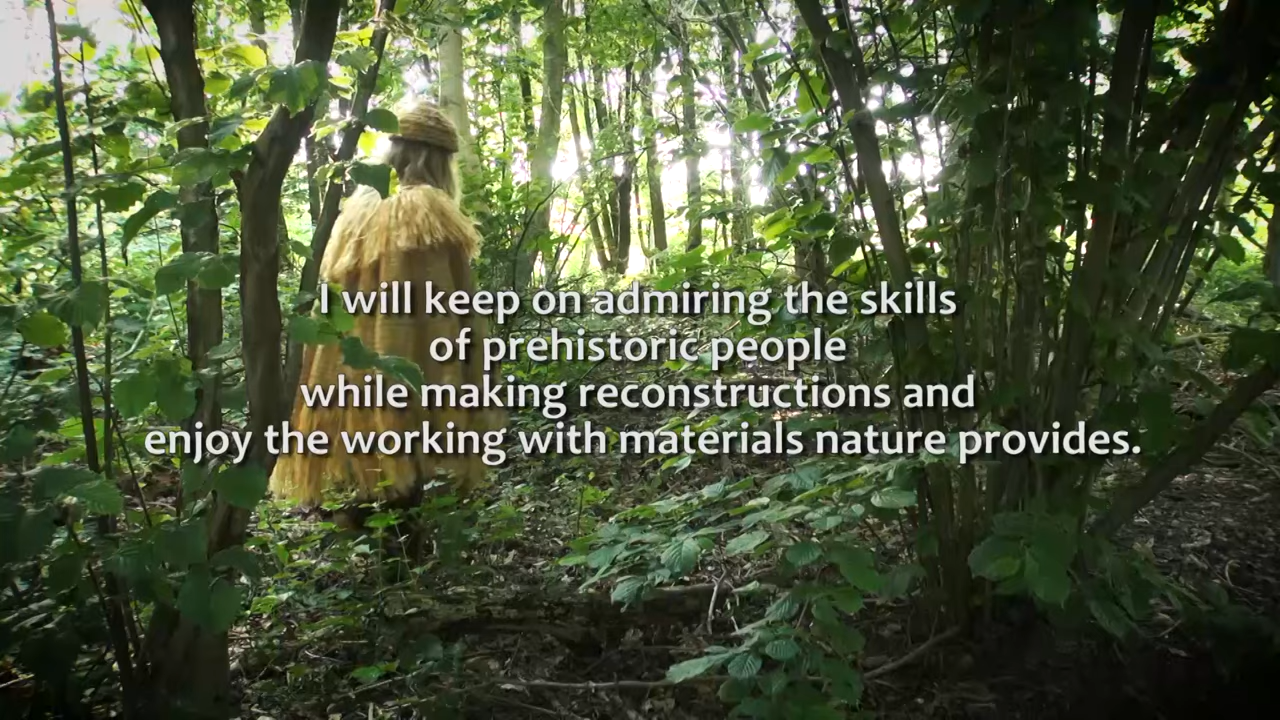 I will keep on admiring the skills
of prehistoric people
while making reconstructions and
enjoy the working with materials nature provides.